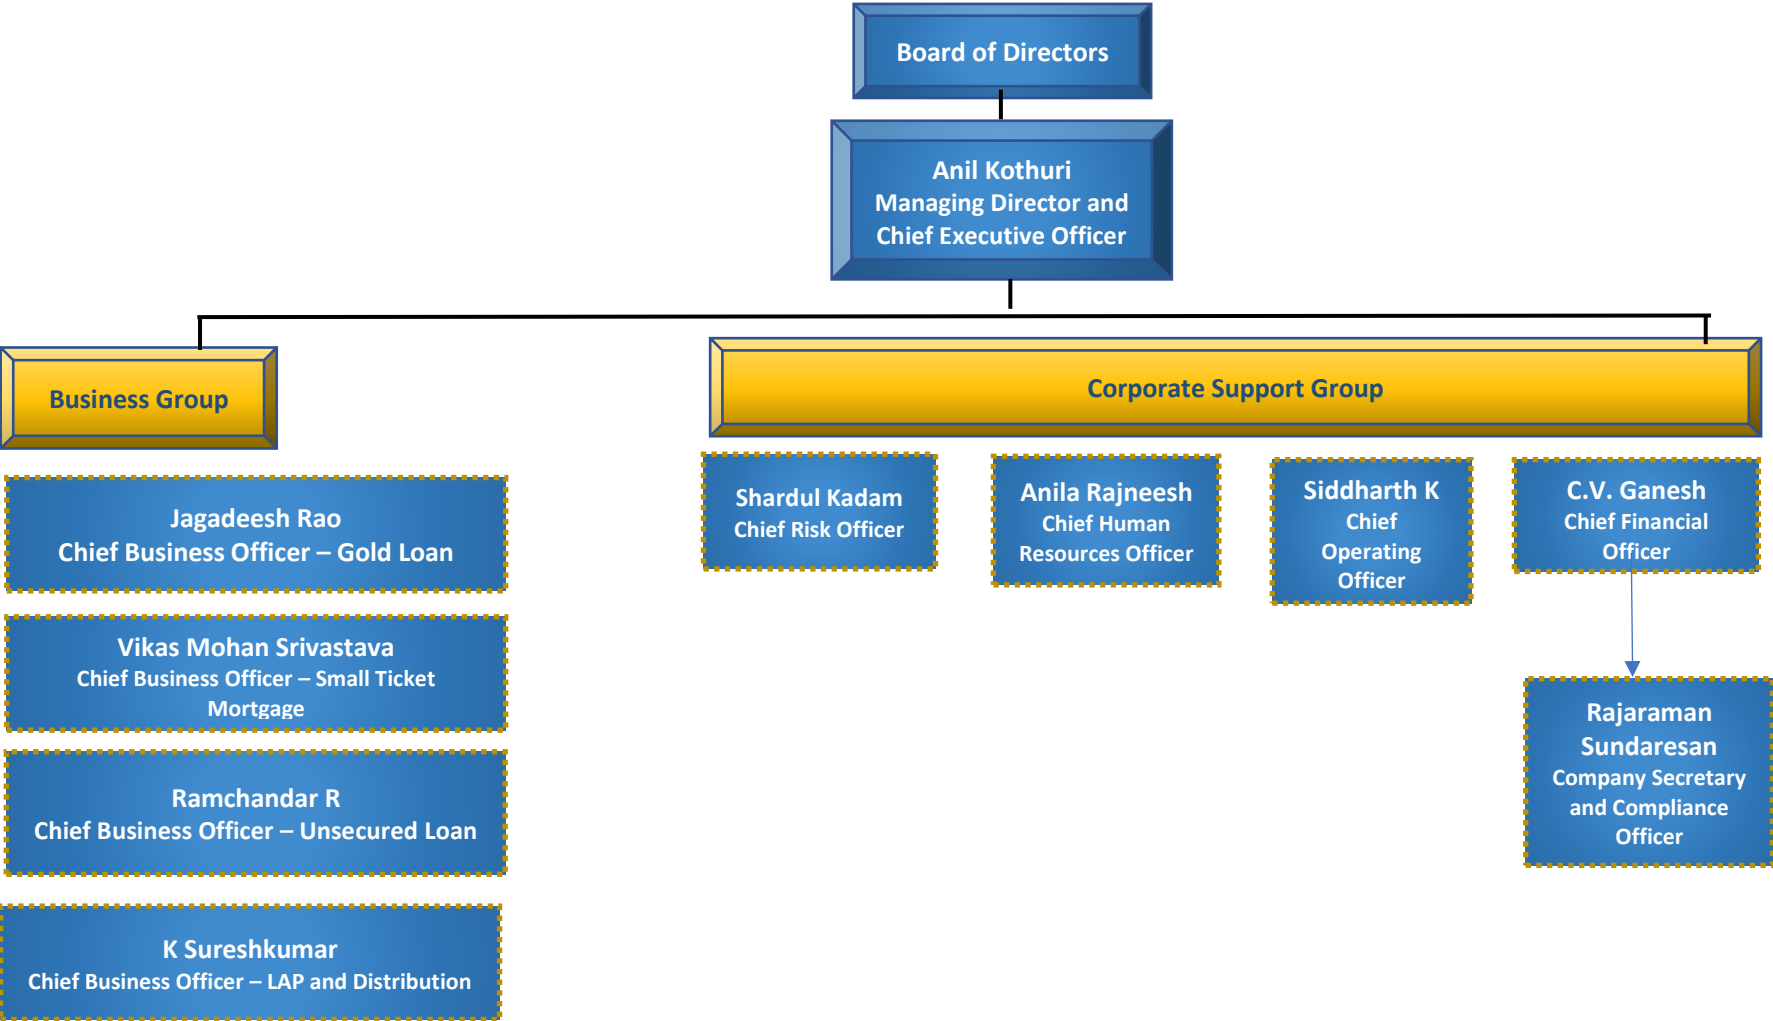 Board of Directors
Anil Kothuri
Managing Director and
Chief Executive Officer
Business Group
Corporate Support Group
Jagadeesh Rao
Chief Business Officer – Gold Loan
Vikas Mohan Srivastava
Chief Business Officer – Small Ticket
Mortgage
Ramchandar R
Chief Business Officer – Unsecured Loan
K Sureshkumar
Chief Business Officer – LAP and Distribution
Shardul Kadam
Chief Risk Officer
Anila Rajneesh
Chief Human
Resources Officer
Siddharth K
Chief
Operating
Officer
C.V. Ganesh
Chief Financial
Officer
Rajaraman
Sundaresan
Company Secretary
and Compliance
Officer